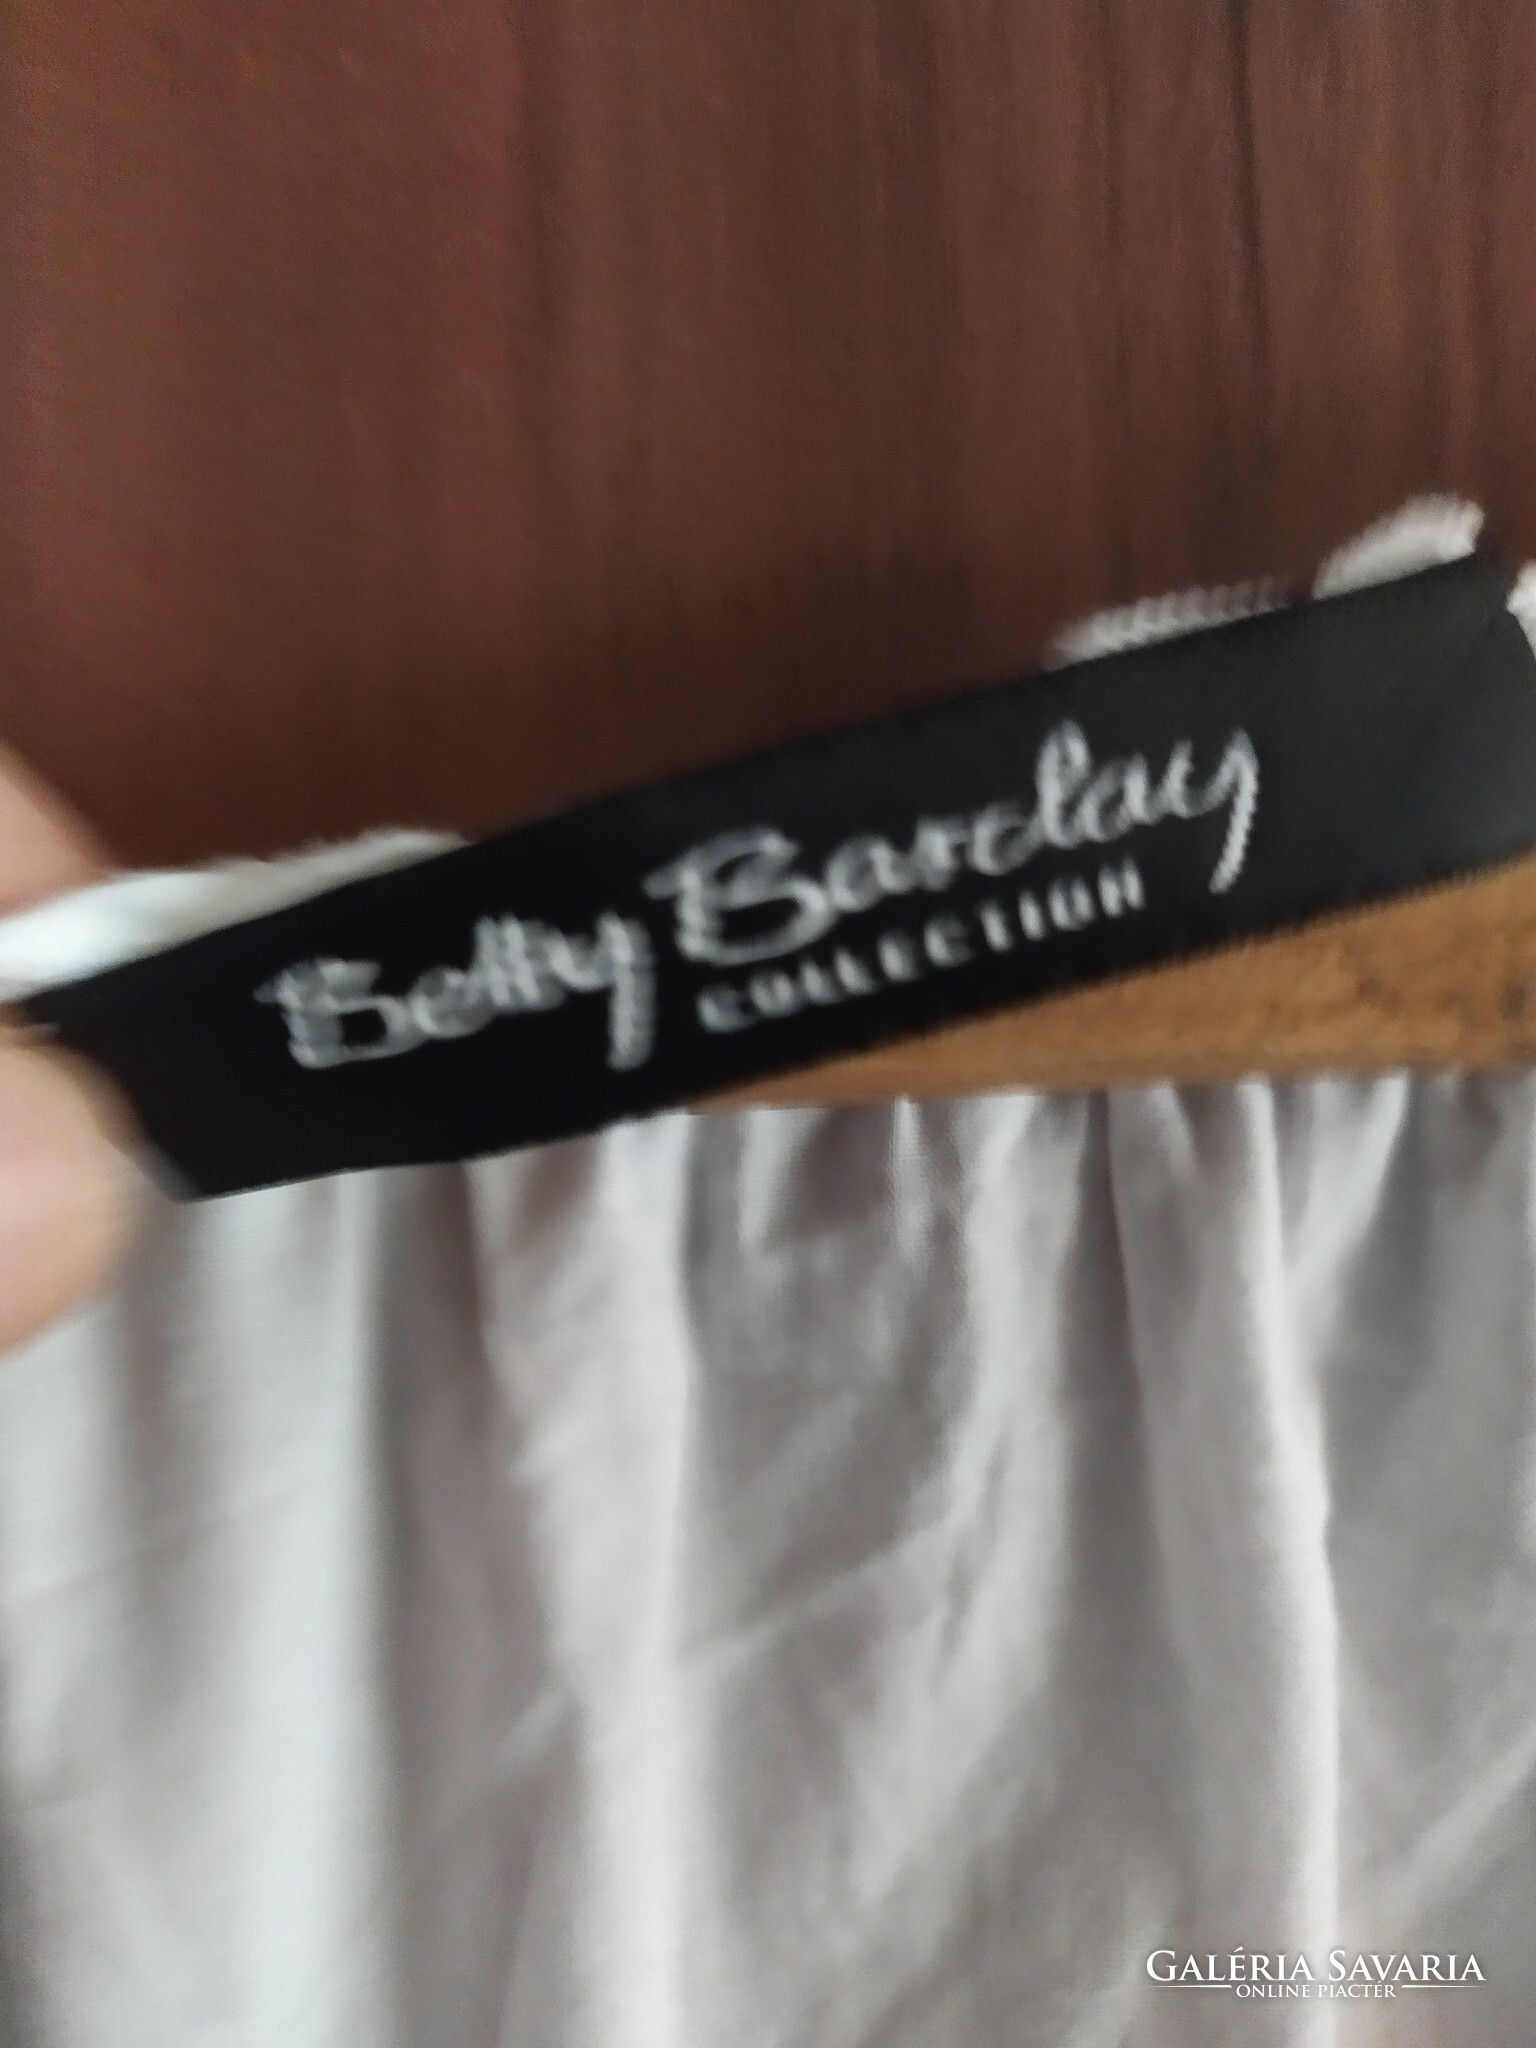 Betty Barclay
COLLECTION
GALÉRIA SAVARIA
ONLINE PIACTÉR